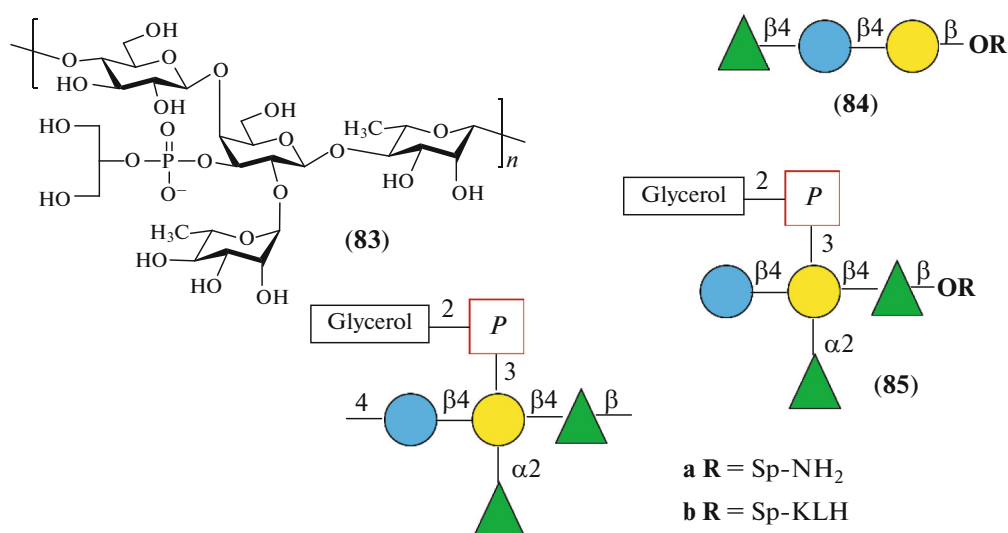 HO
OH
O
O
HO
OH
O
O
OH
HO
O
O
P
O
O⁻
HO
O
O
O
H₃C
O
HO
OH
n
H₃C
O
HO
HO
OH
(83)
β4 β4 β OR
(84)
Glycerol 2 P
3
β4 β4 β OR
α2
(85)
Glycerol 2 P
3
4 β4 β4 β
α2
a R = Sp-NH₂
b R = Sp-KLH